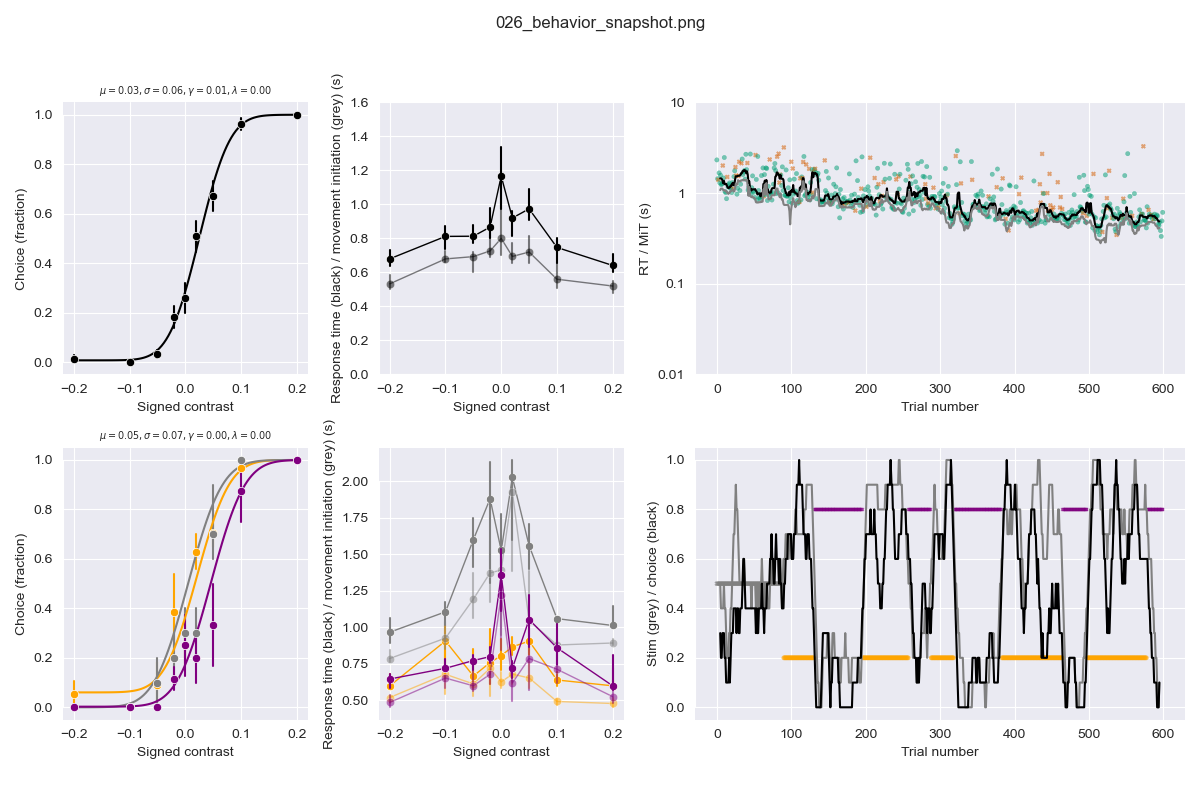 026_behavior_snapshot.png
μ = 0.03, σ = 0.06, γ = 0.01, λ = 0.00
Choice (fraction)
1.0
0.8
0.6
0.4
0.2
0.0
−0.2 −0.1 0.0 0.1 0.2
Signed contrast
Response time (black) / movement initiation (grey) (s)
1.6
1.4
1.2
1.0
0.8
0.6
0.4
0.2
0.0
−0.2 −0.1 0.0 0.1 0.2
Signed contrast
RT / MiT (s)
10
1
0.1
0.01
0 100 200 300 400 500 600
Trial number
μ = 0.05, σ = 0.07, γ = 0.00, λ = 0.00
Choice (fraction)
1.0
0.8
0.6
0.4
0.2
0.0
−0.2 −0.1 0.0 0.1 0.2
Signed contrast
Response time (black) / movement initiation (grey) (s)
2.00
1.75
1.50
1.25
1.00
0.75
0.50
−0.2 −0.1 0.0 0.1 0.2
Signed contrast
Stim (grey) / choice (black)
1.0
0.8
0.6
0.4
0.2
0.0
0 100 200 300 400 500 600
Trial number